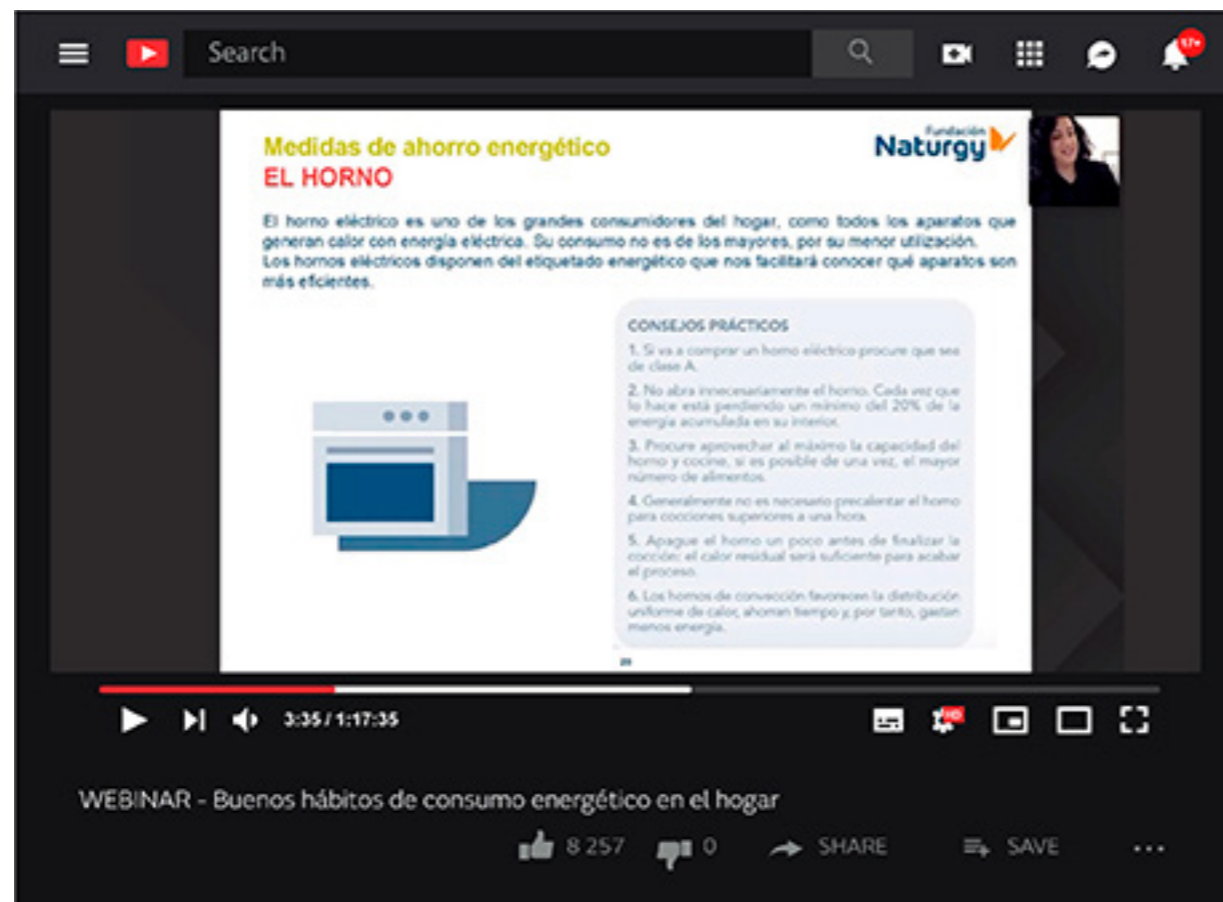 Search
17+
Medidas de ahorro energético
EL HORNO
Fundación
Naturgy
El horno eléctrico es uno de los grandes consumidores del hogar, como todos los aparatos que
generan calor con energía eléctrica. Su consumo no es de los mayores, por su menor utilización.
Los hornos eléctricos disponen del etiquetado energético que nos facilitará conocer qué aparatos son
más eficientes.
CONSEJOS PRÁCTICOS
1. Si va a comprar un horno eléctrico procure que sea
de clase A.
2. No abra innecesariamente el horno. Cada vez que
lo hace está perdiendo un mínimo del 20% de la
energía acumulada en su interior.
3. Procure aprovechar al máximo la capacidad del
horno y cocine, si es posible de una vez, el mayor
número de alimentos.
4. Generalmente no es necesario precalentar el horno
para cocciones superiores a una hora.
5. Apague el horno un poco antes de finalizar la
cocción: el calor residual será suficiente para acabar
el proceso.
6. Los hornos de convección favorecen la distribución
uniforme de calor, ahorran tiempo y, por tanto, gastan
menos energía.
3:35 / 1:17:35
HD
WEBINAR - Buenos hábitos de consumo energético en el hogar
8 257
0
SHARE
SAVE